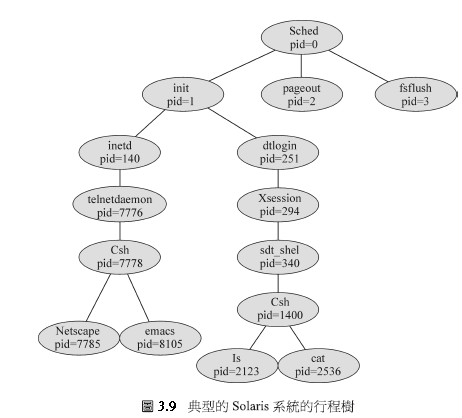 Sched
pid=0
init
pid=1
pageout
pid=2
fsflush
pid=3
inetd
pid=140
dtlogin
pid=251
telnetdaemon
pid=7776
Xsession
pid=294
Csh
pid=7778
sdt_shel
pid=340
Csh
pid=1400
Netscape
pid=7785
emacs
pid=8105
Is
pid=2123
cat
pid=2536
圖 3.9 典型的 Solaris 系統的行程樹